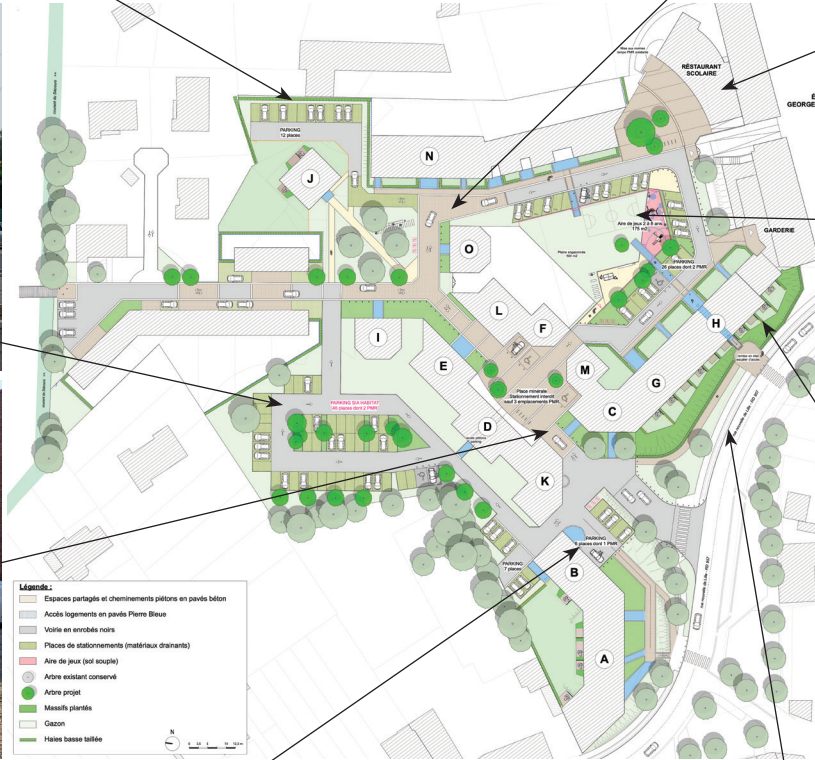 RESTAURANT
SCOLAIRE
GEORGE
PARKING
12 places
N
J
Aire de jeux 2 à 8 ans
175 m2
GARDERIE
O
PARKING
26 places dont 2 PMR
L
H
F
I
E
M
G
PARKING SIA HABITAT
46 places dont 2 PMR
Place minérale
Stationnement interdit
sauf 3 emplacements PMR
C
D
K
PARKING
6 places dont 1 PMR
PARKING
7 places
B
A
Légende :
Espaces partagés et cheminements piétons en pavés béton
Accès logements en pavés Pierre Bleue
Voirie en enrobés noirs
Places de stationnements (matériaux drainants)
Aire de jeux (sol souple)
Arbre existant conservé
Arbre projet
Massifs plantés
Gazon
Haies basse taillée
N